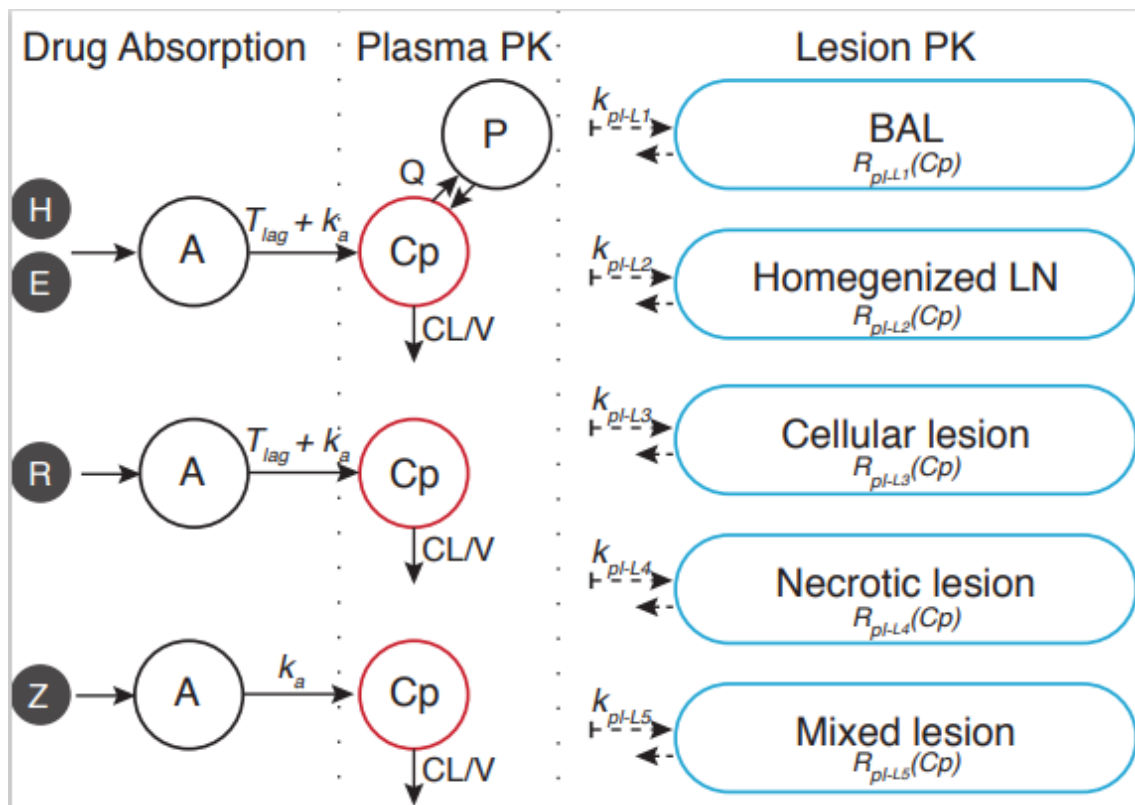 Drug Absorption
Plasma PK
Lesion PK
P
Q
H
E
A
T_lag + k_a
Cp
CL/V
R
A
T_lag + k_a
Cp
CL/V
Z
A
k_a
Cp
CL/V
k_pl-L1
BAL
R_pl-L1(Cp)
k_pl-L2
Homegenized LN
R_pl-L2(Cp)
k_pl-L3
Cellular lesion
R_pl-L3(Cp)
k_pl-L4
Necrotic lesion
R_pl-L4(Cp)
k_pl-L5
Mixed lesion
R_pl-L5(Cp)